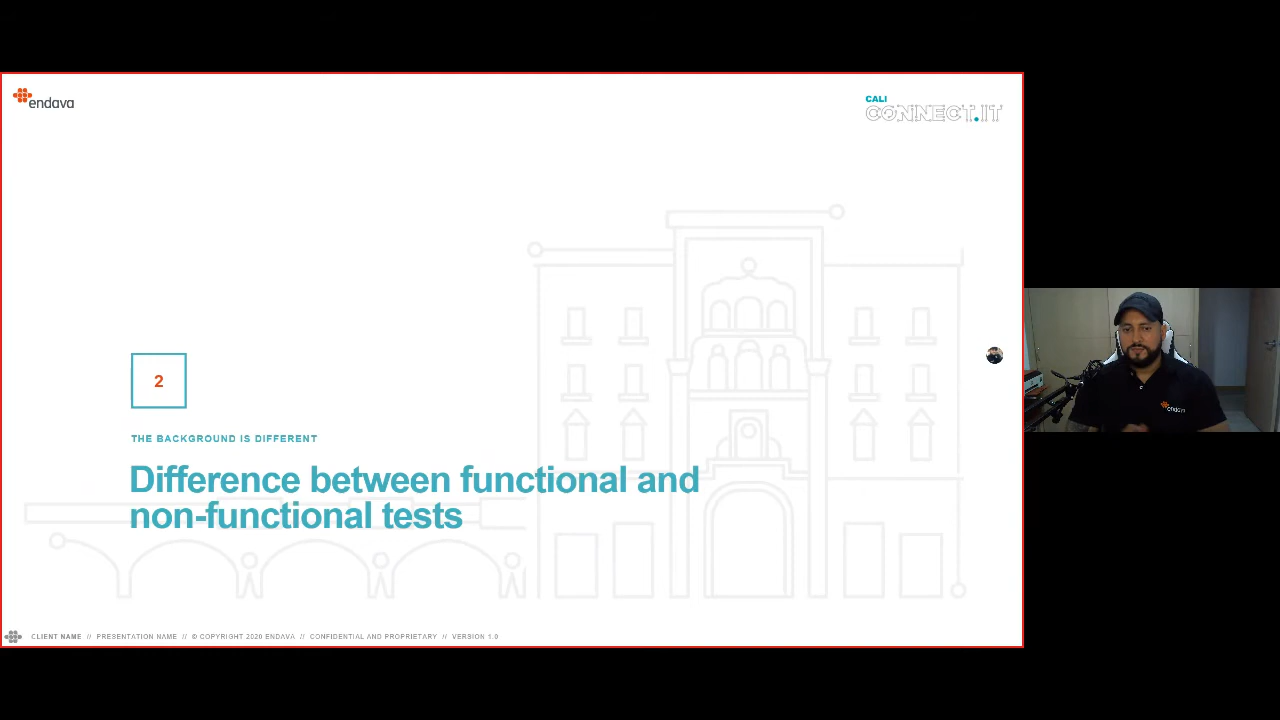 endava
CALI
CONNECT.IT
2
THE BACKGROUND IS DIFFERENT
Difference between functional and
non-functional tests
CLIENT NAME // PRESENTATION NAME // © COPYRIGHT 2020 ENDAVA // CONFIDENTIAL AND PROPRIETARY // VERSION 1.0
endava